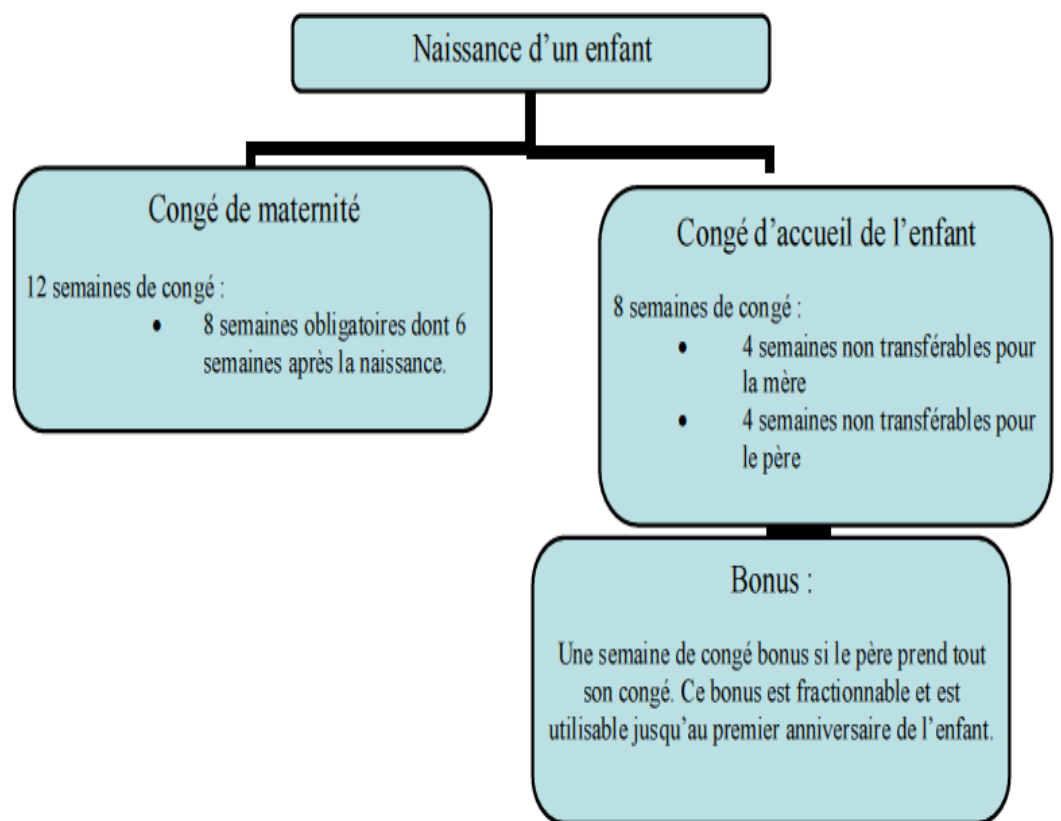 Naissance d’un enfant
Congé de maternité
12 semaines de congé :
• 8 semaines obligatoires dont 6
semaines après la naissance.
Congé d’accueil de l’enfant
8 semaines de congé :
• 4 semaines non transférables pour
la mère
• 4 semaines non transférables pour
le père
Bonus :
Une semaine de congé bonus si le père prend tout
son congé. Ce bonus est fractionnable et est
utilisable jusqu’au premier anniversaire de l’enfant.